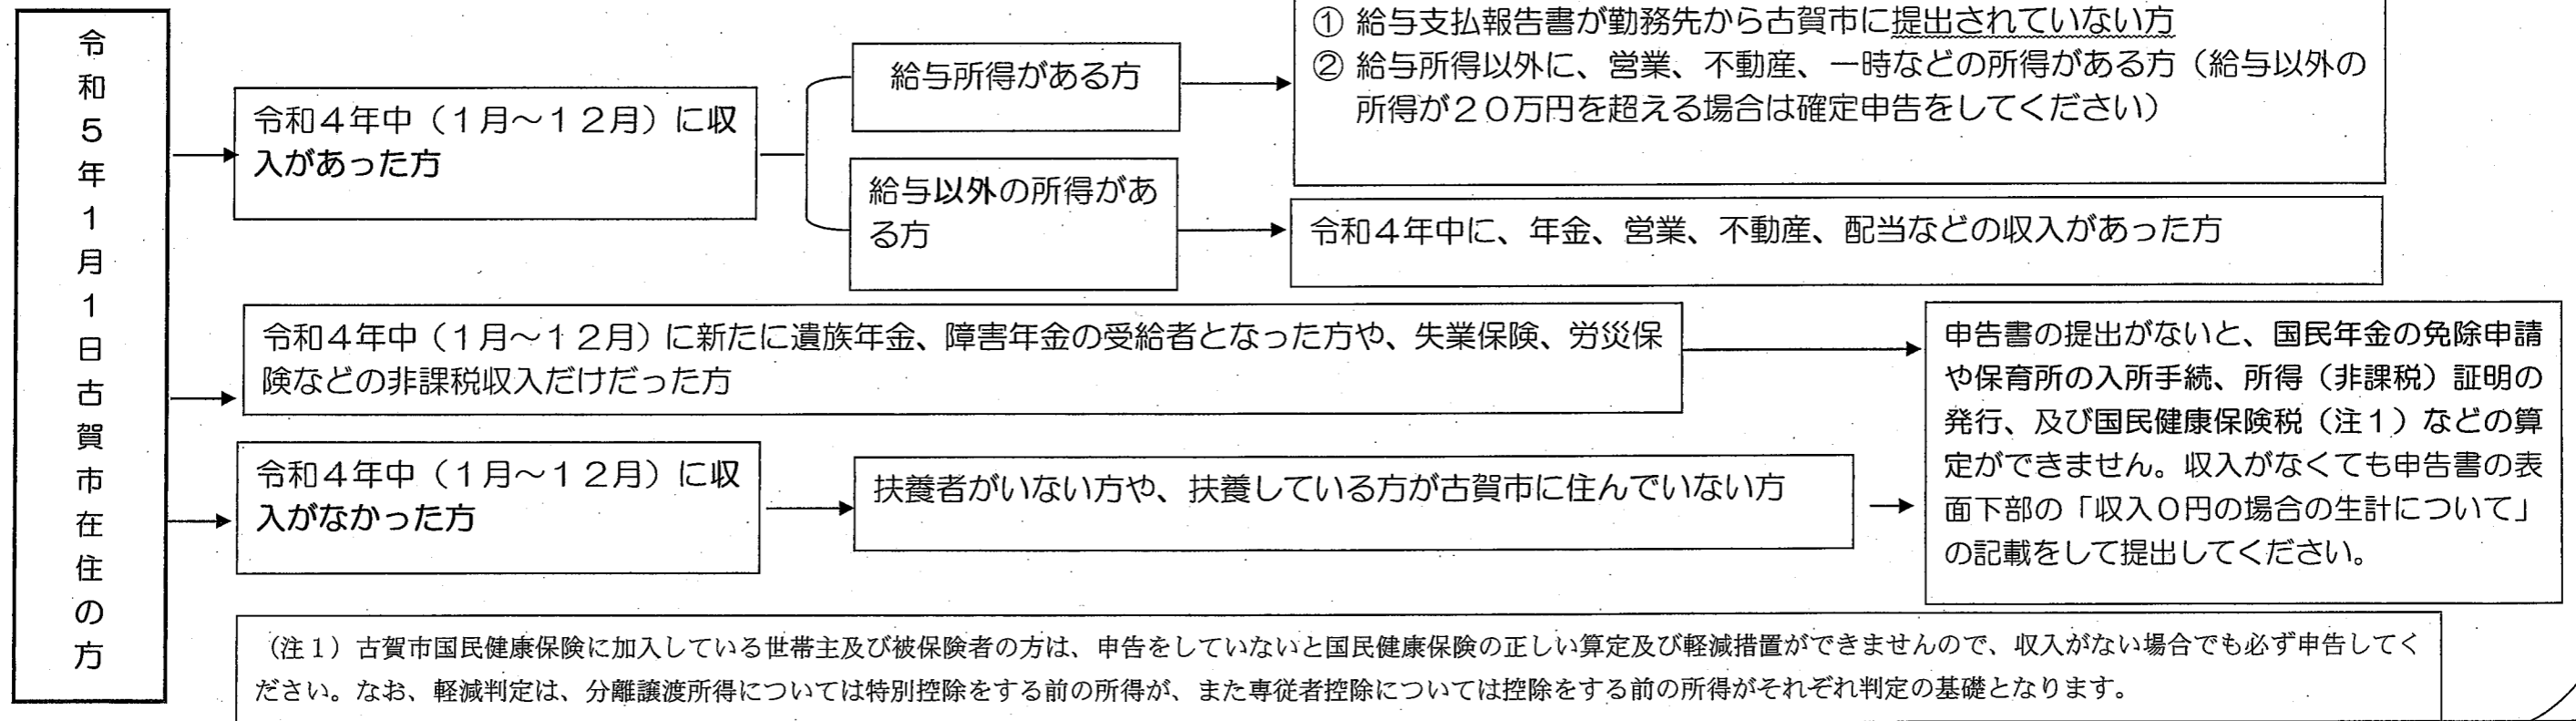 令和5年1月1日古賀市在住の方
令和４年中（１月～１２月）に収
入があった方
給与所得がある方
① 給与支払報告書が勤務先から古賀市に提出されていない方
② 給与所得以外に、営業、不動産、一時などの所得がある方（給与以外の
所得が２０万円を超える場合は確定申告をしてください）
給与以外の所得があ
る方
令和４年中に、年金、営業、不動産、配当などの収入があった方
令和４年中（１月～１２月）に新たに遺族年金、障害年金の受給者となった方や、失業保険、労災保
険などの非課税収入だけだった方
令和４年中（１月～１２月）に収
入がなかった方
扶養者がいない方や、扶養している方が古賀市に住んでいない方
申告書の提出がないと、国民年金の免除申請
や保育所の入所手続、所得（非課税）証明の
発行、及び国民健康保険税（注１）などの算
定ができません。収入がなくても申告書の表
面下部の「収入０円の場合の生計について」
の記載をして提出してください。
（注１）古賀市国民健康保険に加入している世帯主及び被保険者の方は、申告をしていないと国民健康保険の正しい算定及び軽減措置ができませんので、収入がない場合でも必ず申告してく
ださい。なお、軽減判定は、分離譲渡所得については特別控除をする前の所得が、また専従者控除については控除をする前の所得がそれぞれ判定の基礎となります。